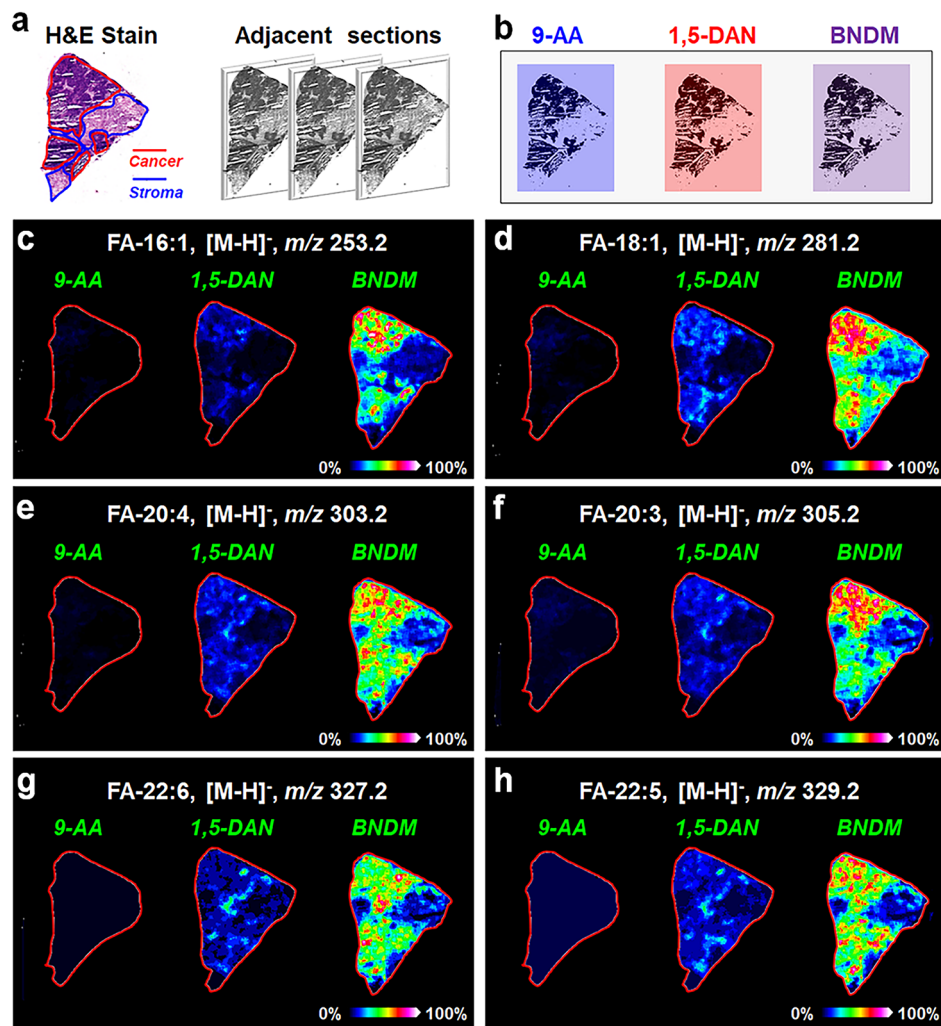 a
H&E Stain
Adjacent sections
Cancer
Stroma
b
9-AA
1,5-DAN
BNDM
c
FA-16:1, [M-H]⁻, m/z 253.2
9-AA
1,5-DAN
BNDM
0%
100%
d
FA-18:1, [M-H]⁻, m/z 281.2
9-AA
1,5-DAN
BNDM
0%
100%
e
FA-20:4, [M-H]⁻, m/z 303.2
9-AA
1,5-DAN
BNDM
0%
100%
f
FA-20:3, [M-H]⁻, m/z 305.2
9-AA
1,5-DAN
BNDM
0%
100%
g
FA-22:6, [M-H]⁻, m/z 327.2
9-AA
1,5-DAN
BNDM
0%
100%
h
FA-22:5, [M-H]⁻, m/z 329.2
9-AA
1,5-DAN
BNDM
0%
100%